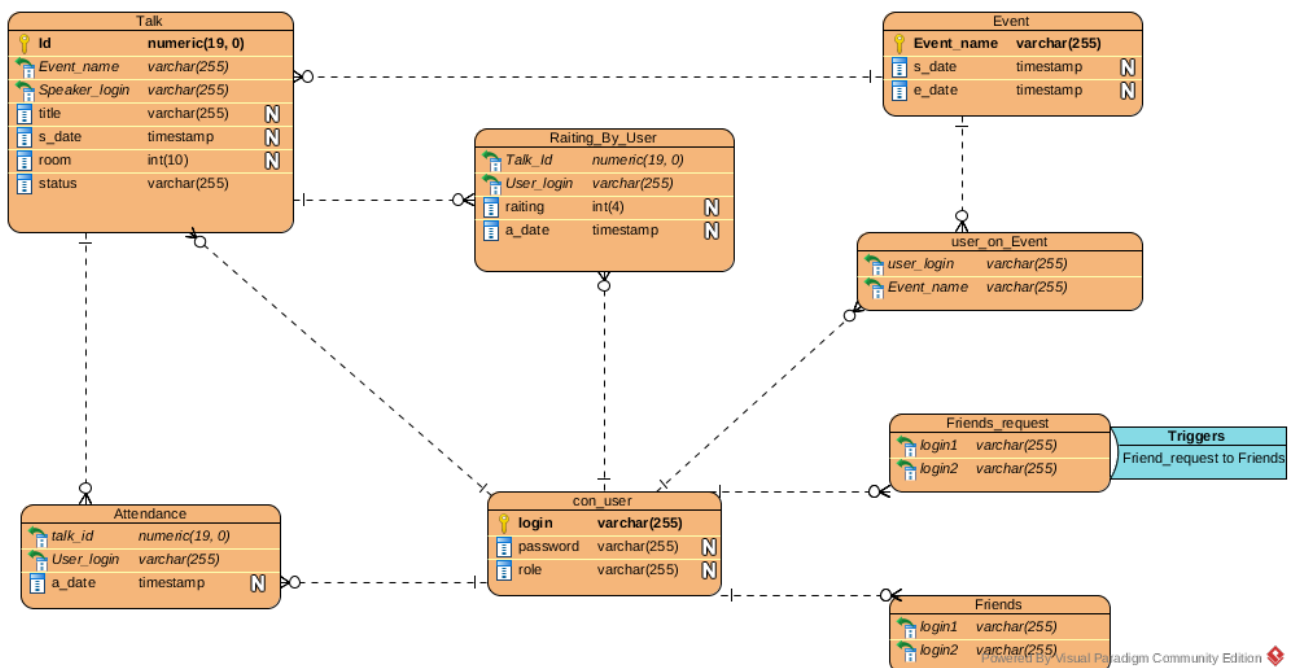 Talk
Id numeric(19, 0)
Event_name varchar(255)
Speaker_login varchar(255)
title varchar(255) N
s_date timestamp N
room int(10) N
status varchar(255)
Event
Event_name varchar(255)
s_date timestamp N
e_date timestamp N
Raiting_By_User
Talk_Id numeric(19, 0)
User_login varchar(255)
raiting int(4) N
a_date timestamp N
user_on_Event
user_login varchar(255)
Event_name varchar(255)
Friends_request
login1 varchar(255)
login2 varchar(255)
Triggers
Friend_request to Friends
con_user
login varchar(255)
password varchar(255) N
role varchar(255) N
Attendance
talk_id numeric(19, 0)
User_login varchar(255)
a_date timestamp N
Friends
login1 varchar(255)
login2 varchar(255)
Powered By Visual Paradigm Community Edition